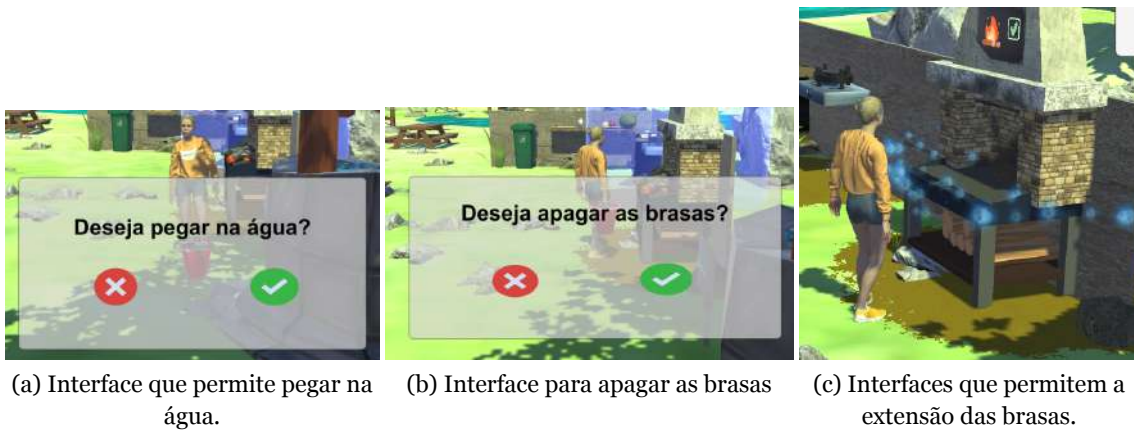 Deseja pegar na água?
Deseja apagar as brasas?
(a) Interface que permite pegar na
água.
(b) Interface para apagar as brasas
(c) Interfaces que permitem a
extensão das brasas.